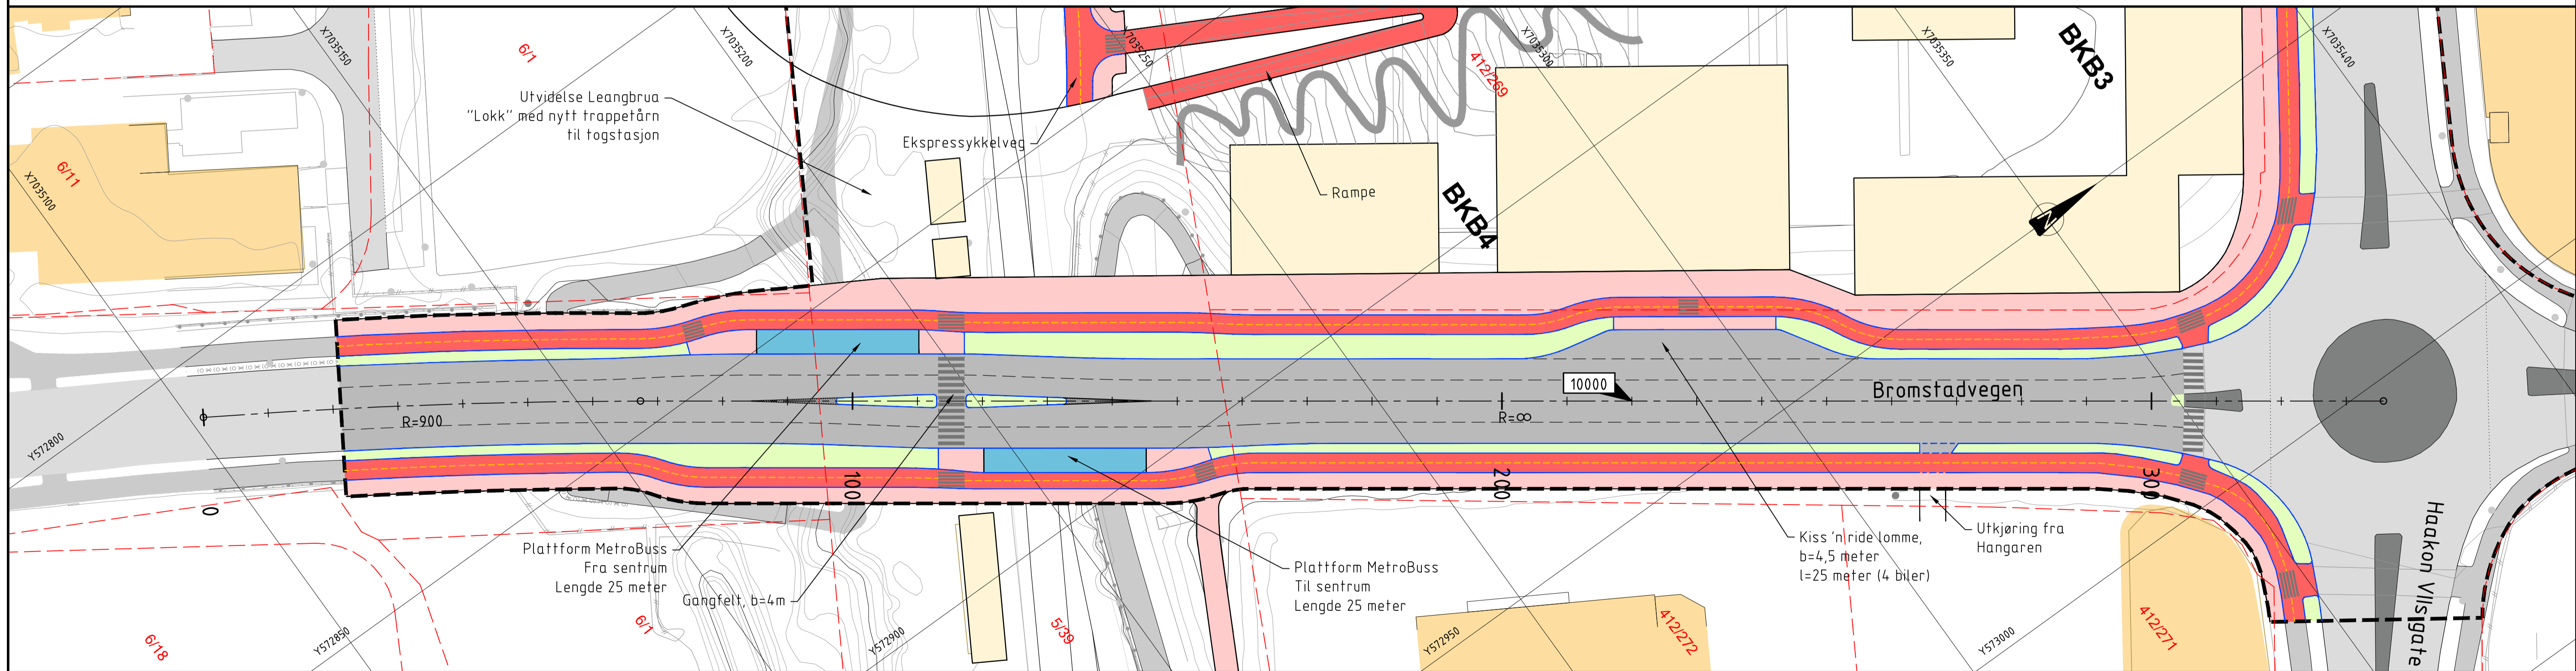 X7035150
X7035200
X7035250
X7035300
X7035350
X7035400
6/1
Utvidelse Leangbrua
"Lokk" med nytt trappetårn
til togstasjon
Ekspressykkelveg
412/269
BKB3
6/11
X7035100
Rampe
BKB4
N
10000
Bromstadvegen
R=900
R=∞
Y572800
0
100
200
300
Plattform MetroBuss
Fra sentrum
Lengde 25 meter
Gangfelt, b=4m
Plattform MetroBuss
Til sentrum
Lengde 25 meter
Kiss 'n ride lomme,
b=4,5 meter
l=25 meter (4 biler)
Utkjøring fra
Hangaren
Haakon VIIs gate
6/18
Y572850
6/1
Y572900
5/39
Y572950
412/272
Y573000
412/271